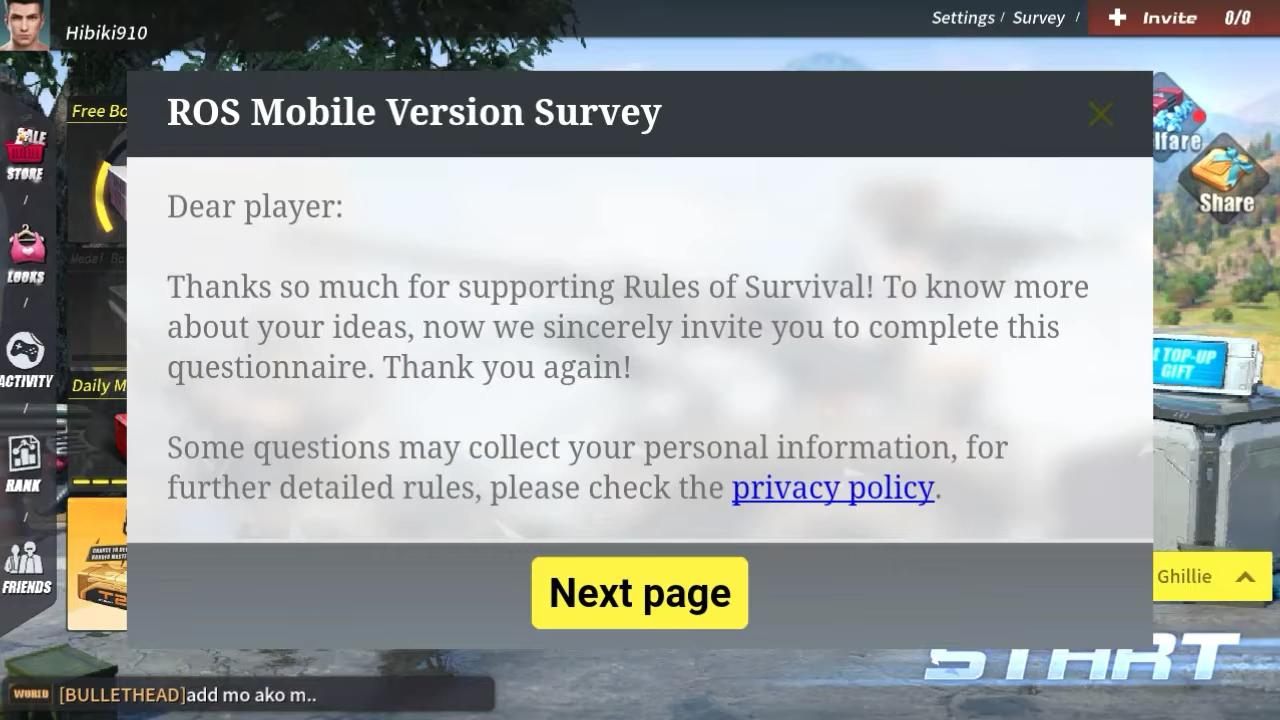 Hibiki910
Settings / Survey /
Invite 0/0
ROS Mobile Version Survey
Free Bo
SALE
STORE
LOOKS
ACTIVITY
RANK
FRIENDS
Daily M
Dear player:
Thanks so much for supporting Rules of Survival! To know more
about your ideas, now we sincerely invite you to complete this
questionnaire. Thank you again!
Some questions may collect your personal information, for
further detailed rules, please check the privacy policy.
Next page
lfare
Share
TOP-UP
GIFT
Ghillie
START
WORLD [BULLETHEAD]add mo ako m..